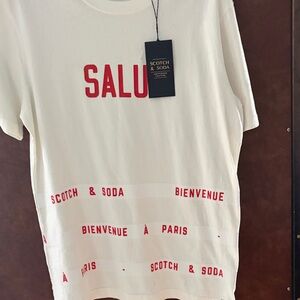 SCOTCH
& SODA
SALU
SCOTCH & SODA BIENVENUE
BIENVENUE À PARIS -
À PARIS - SCOTCH & SODA